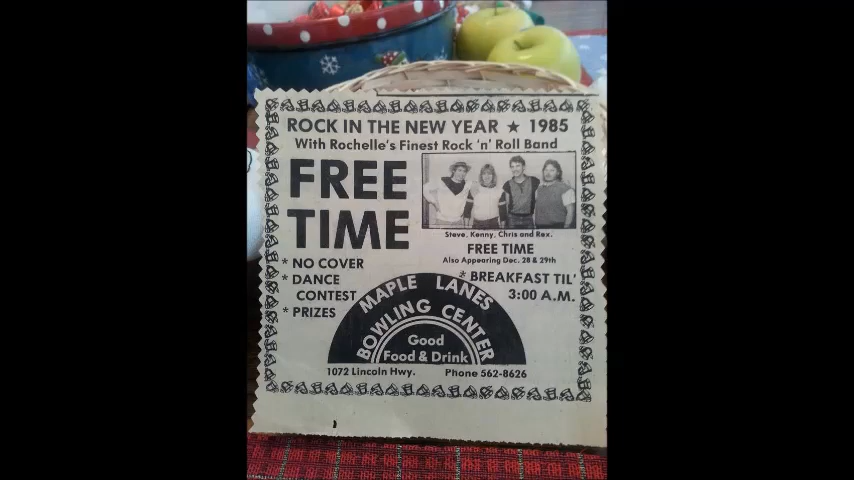 ROCK IN THE NEW YEAR ★ 1985
With Rochelle's Finest Rock 'n' Roll Band
FREE
TIME
Steve, Kenny, Chris and Rex.
FREE TIME
Also Appearing Dec. 28 & 29th
* NO COVER
* DANCE
CONTEST
* PRIZES
* BREAKFAST TIL'
3:00 A.M.
MAPLE LANES
BOWLING CENTER
Good
Food & Drink
1072 Lincoln Hwy. Phone 562-8626